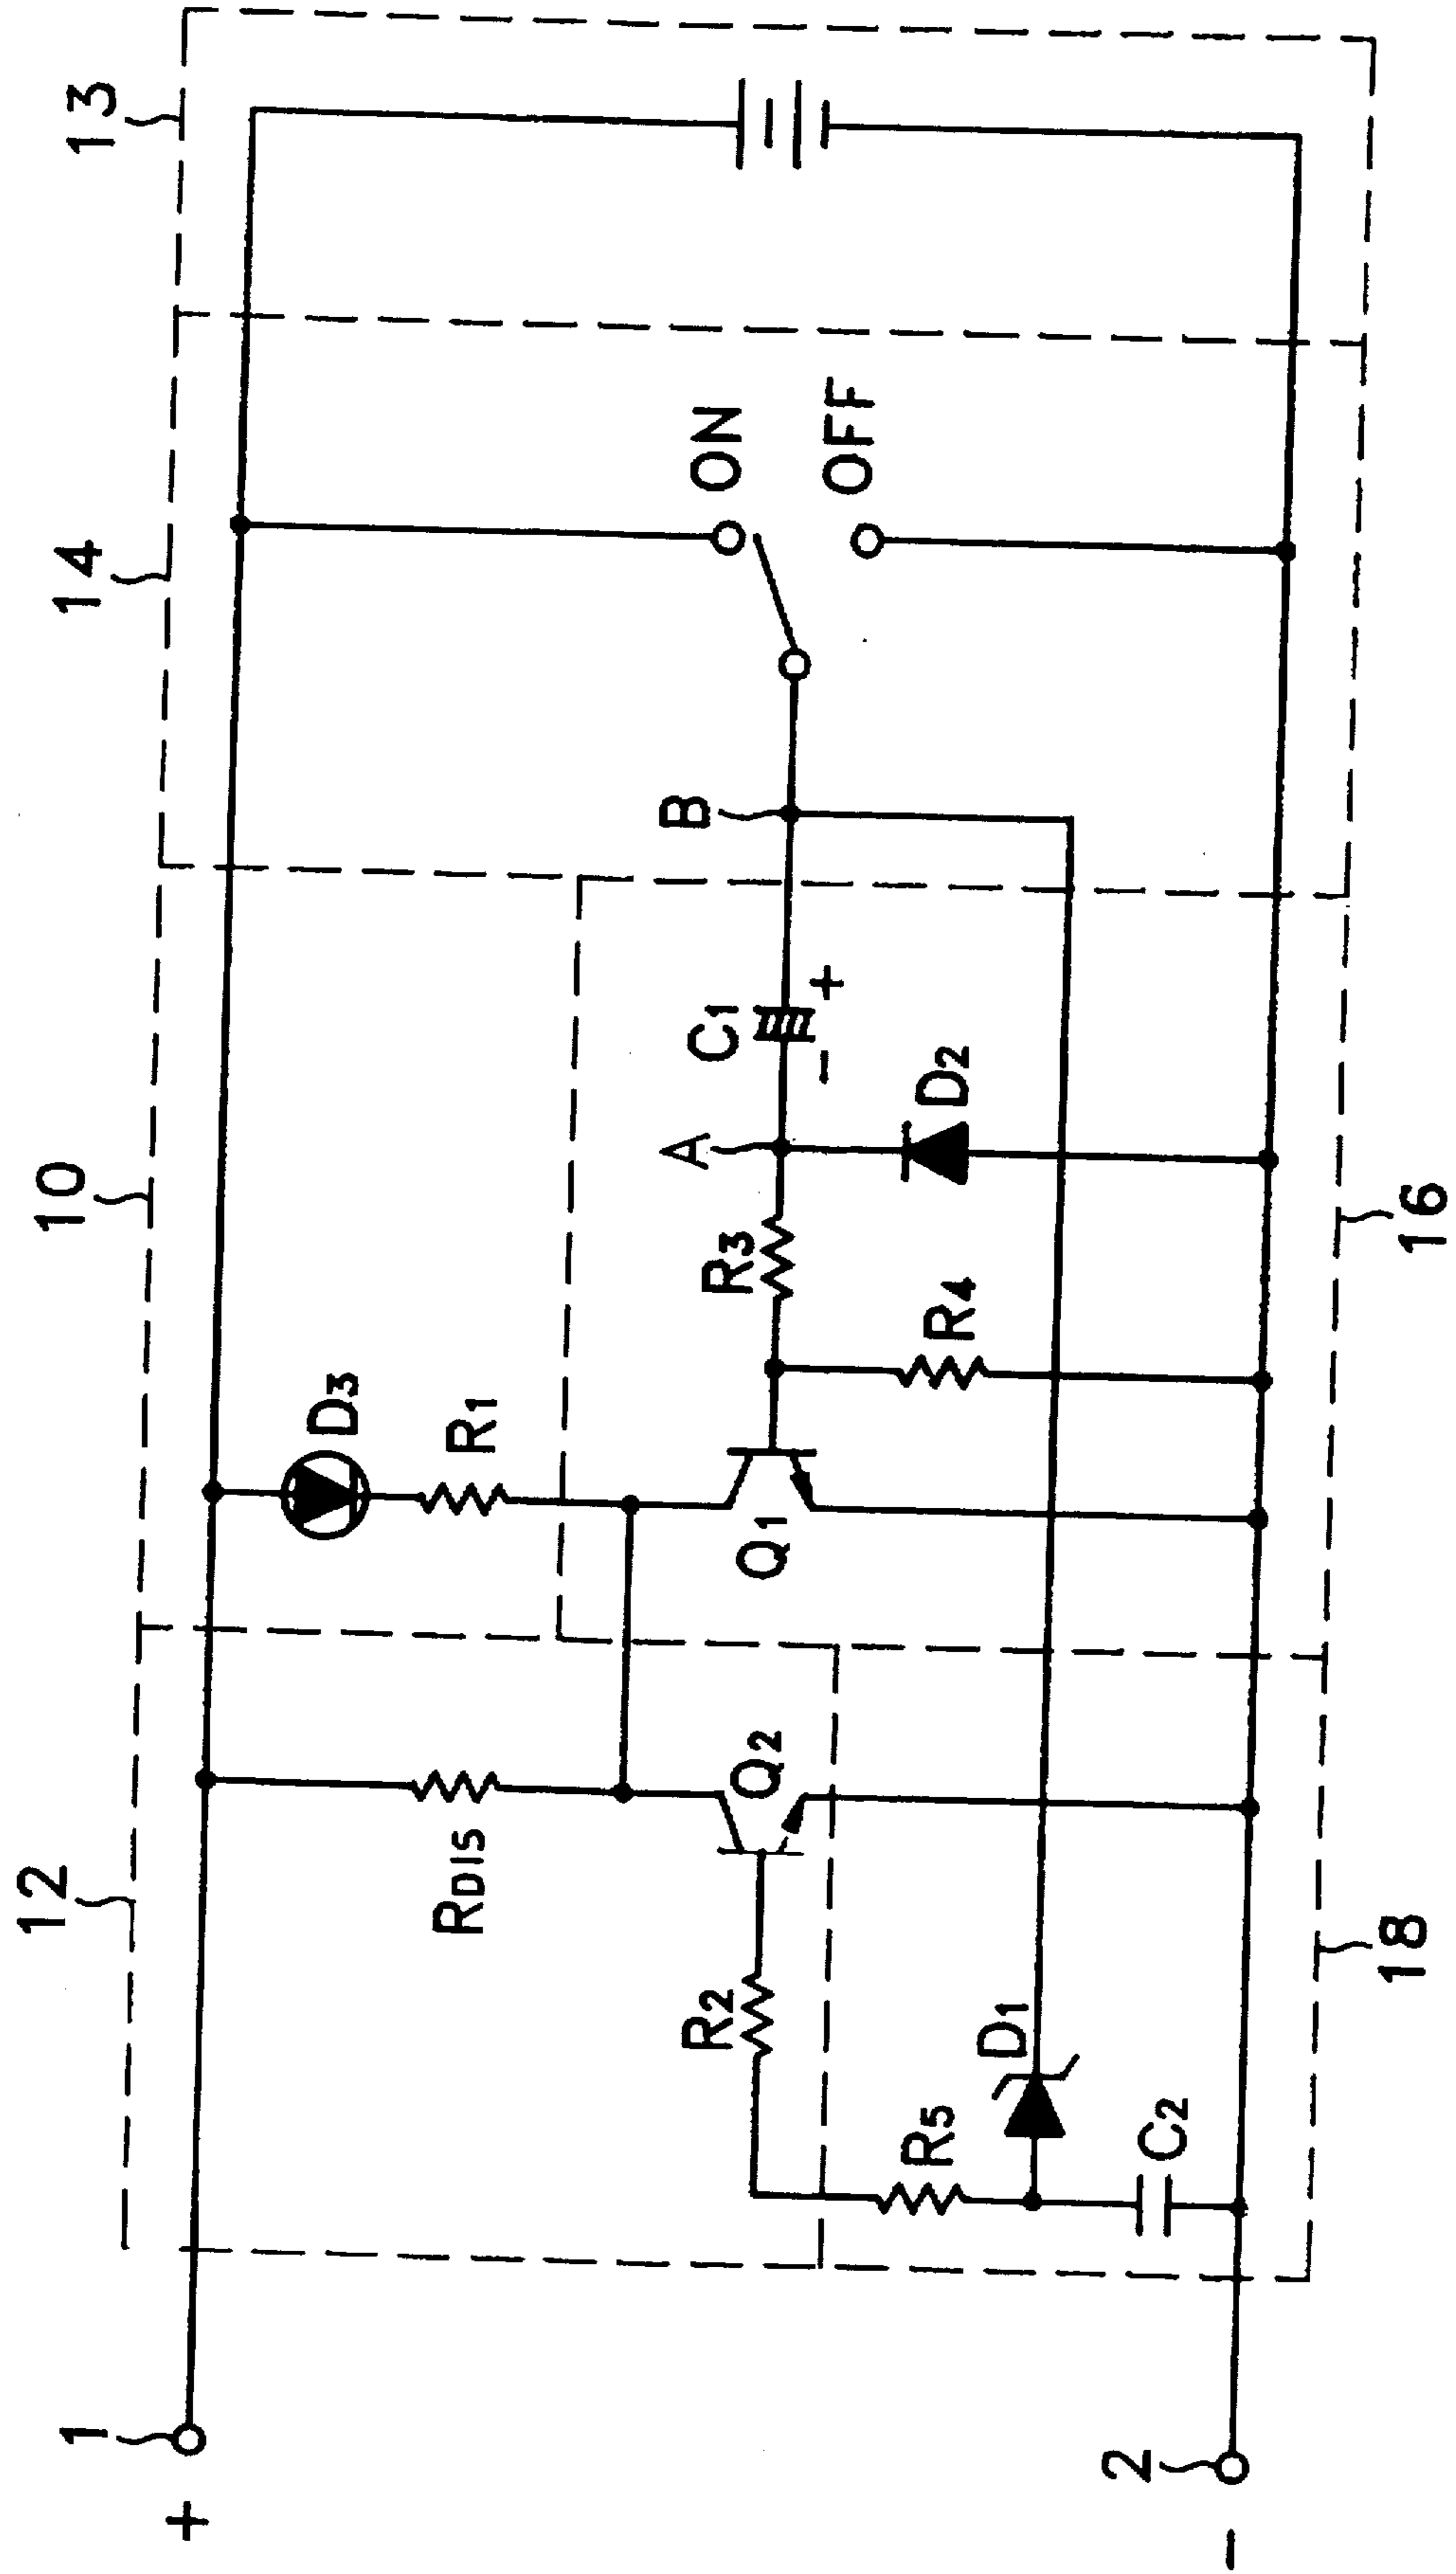 +
1
12
10
14
13
RDIS
D3
R1
R2
Q2
Q1
R3
A
C1
- +
B
ON
OFF
R5
D1
R4
D2
C2
-
2
18
16